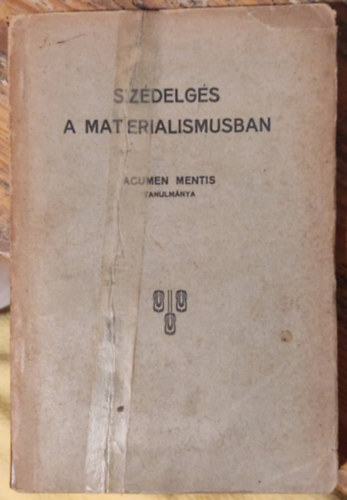 SZÉDELGÉS
A MATERIALISMUSBAN
ACUMEN MENTIS
TANULMÁNYA